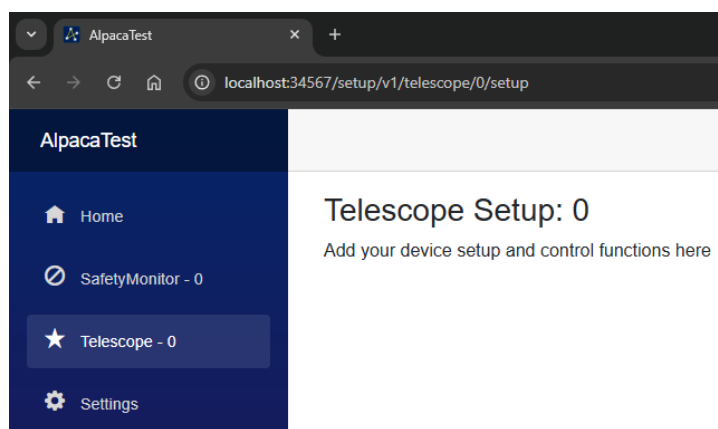 AlpacaTest
localhost:34567/setup/v1/telescope/0/setup
AlpacaTest
Home
SafetyMonitor - 0
Telescope - 0
Settings
Telescope Setup: 0
Add your device setup and control functions here